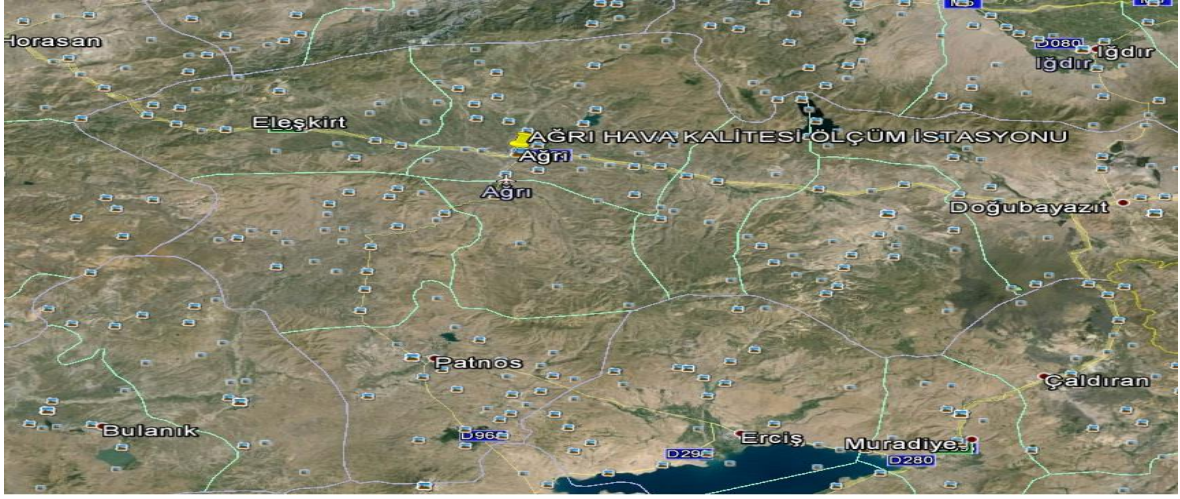 Horasan
D080
Iğdır
Iğdır
Eleşkirt
AĞRI HAVA KALİTESİ ÖLÇÜM İSTASYONU
Ağrı
Ağrı
Doğubayazıt
Patnos
Çaldıran
Bulanık
Erciş
Muradiye
D280